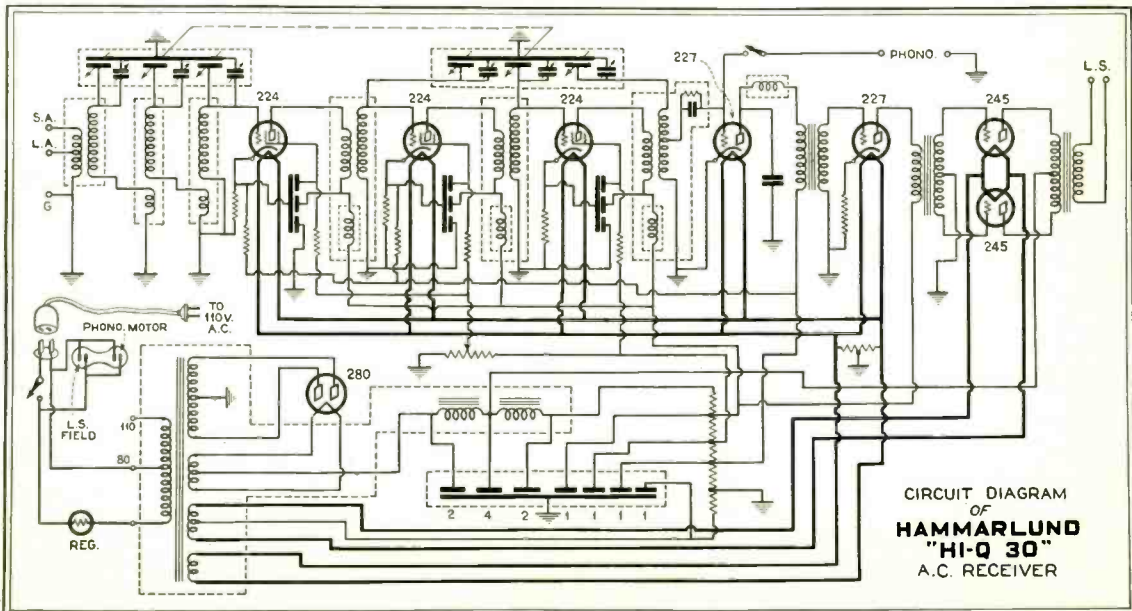 227
PHONO.
L.S.
S.A.
L.A.
G
224
224
224
227
245
245
TO
110V.
A.C.
PHONO. MOTOR
L.S.
FIELD
110
80
REG.
280
2 4 2 1 1 1 1
CIRCUIT DIAGRAM
OF
HAMMARLUND
"HI-Q 30"
A.C. RECEIVER